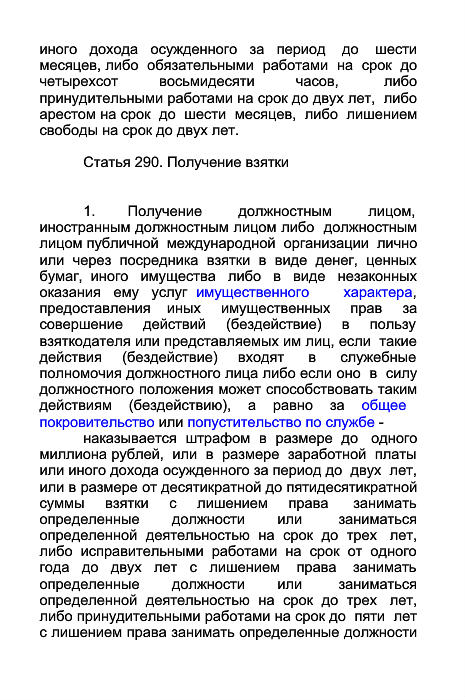 иного дохода осужденного за период до шести
месяцев, либо обязательными работами на срок до
четырехсот восьмидесяти часов, либо
принудительными работами на срок до двух лет, либо
арестом на срок до шести месяцев, либо лишением
свободы на срок до двух лет.
Статья 290. Получение взятки
1. Получение должностным лицом,
иностранным должностным лицом либо должностным
лицом публичной международной организации лично
или через посредника взятки в виде денег, ценных
бумаг, иного имущества либо в виде незаконных
оказания ему услуг имущественного характера,
предоставления иных имущественных прав за
совершение действий (бездействие) в пользу
взяткодателя или представляемых им лиц, если такие
действия (бездействие) входят в служебные
полномочия должностного лица либо если оно в силу
должностного положения может способствовать таким
действиям (бездействию), а равно за общее
покровительство или попустительство по службе -
наказывается штрафом в размере до одного
миллиона рублей, или в размере заработной платы
или иного дохода осужденного за период до двух лет,
или в размере от десятикратной до пятидесятикратной
суммы взятки с лишением права занимать
определенные должности или заниматься
определенной деятельностью на срок до трех лет,
либо исправительными работами на срок от одного
года до двух лет с лишением права занимать
определенные должности или заниматься
определенной деятельностью на срок до трех лет,
либо принудительными работами на срок до пяти лет
с лишением права занимать определенные должности